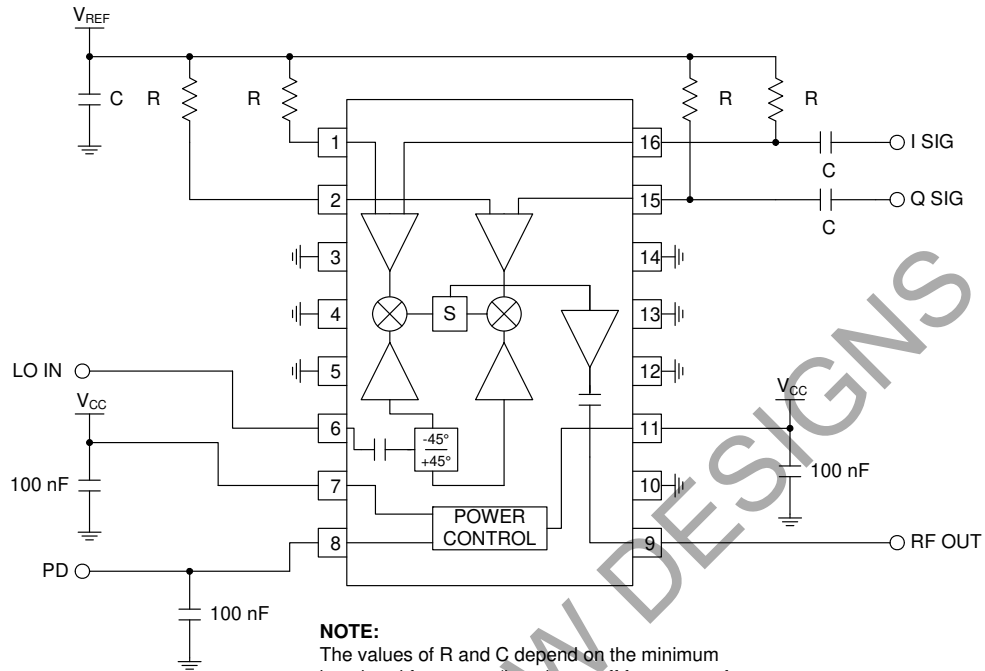 VREF
C
R
R
R
R
1
16
I SIG
C
2
15
Q SIG
C
3
14
4
S
13
5
12
LO IN
VCC
VCC
6
-45°
+45°
11
100 nF
100 nF
7
10
POWER
CONTROL
8
9
RF OUT
PD
100 nF
W DESIGNS
NOTE:
The values of R and C depend on the minimum